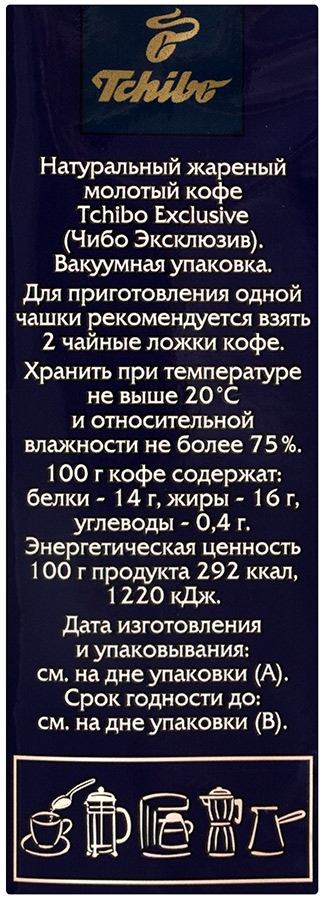 Tchibo
Натуральный жареный
молотый кофе
Tchibo Exclusive
(Чибо Эксклюзив).
Вакуумная упаковка.
Для приготовления одной
чашки рекомендуется взять
2 чайные ложки кофе.
Хранить при температуре
не выше 20°С
и относительной
влажности не более 75%.
100 г кофе содержат:
белки - 14 г, жиры - 16 г,
углеводы - 0,4 г.
Энергетическая ценность
100 г продукта 292 ккал,
1220 кДж.
Дата изготовления
и упаковывания:
см. на дне упаковки (А).
Срок годности до:
см. на дне упаковки (В).